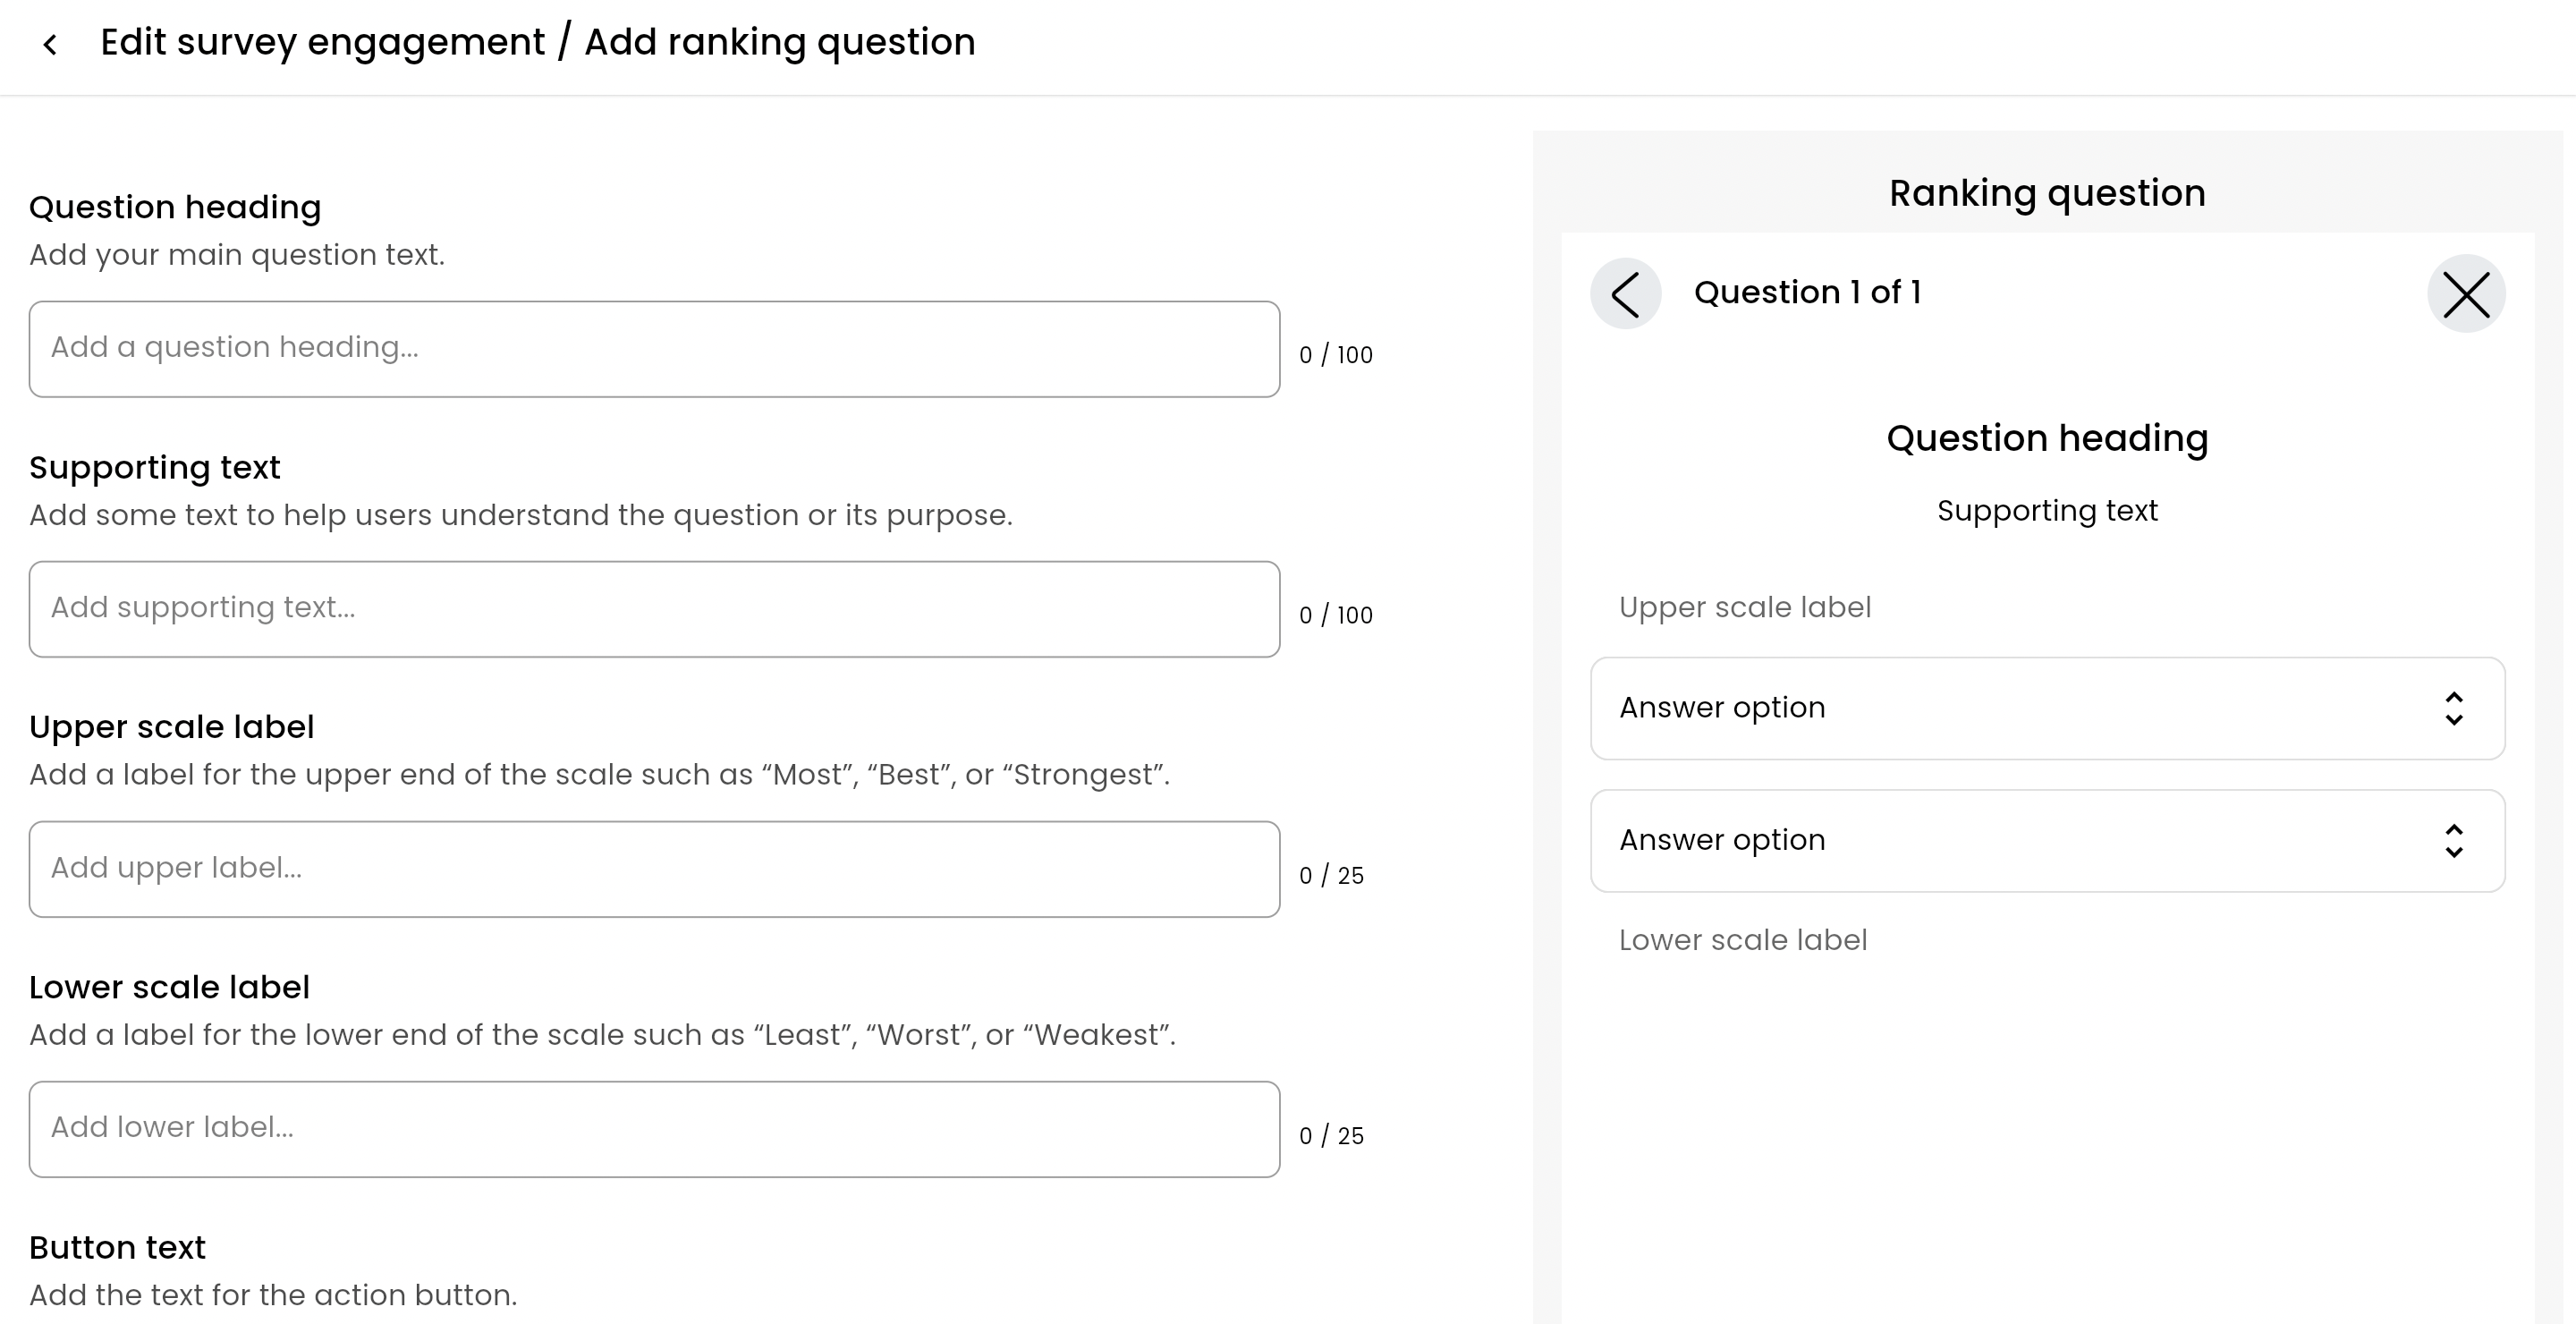 Edit survey engagement / Add ranking question
Question heading
Add your main question text.
Add a question heading...
0 / 100
Supporting text
Add some text to help users understand the question or its purpose.
Add supporting text...
0 / 100
Upper scale label
Add a label for the upper end of the scale such as “Most”, “Best”, or “Strongest”.
Add upper label...
0 / 25
Lower scale label
Add a label for the lower end of the scale such as “Least”, “Worst”, or “Weakest”.
Add lower label...
0 / 25
Button text
Add the text for the action button.
Ranking question
Question 1 of 1
Question heading
Supporting text
Upper scale label
Answer option
Answer option
Lower scale label